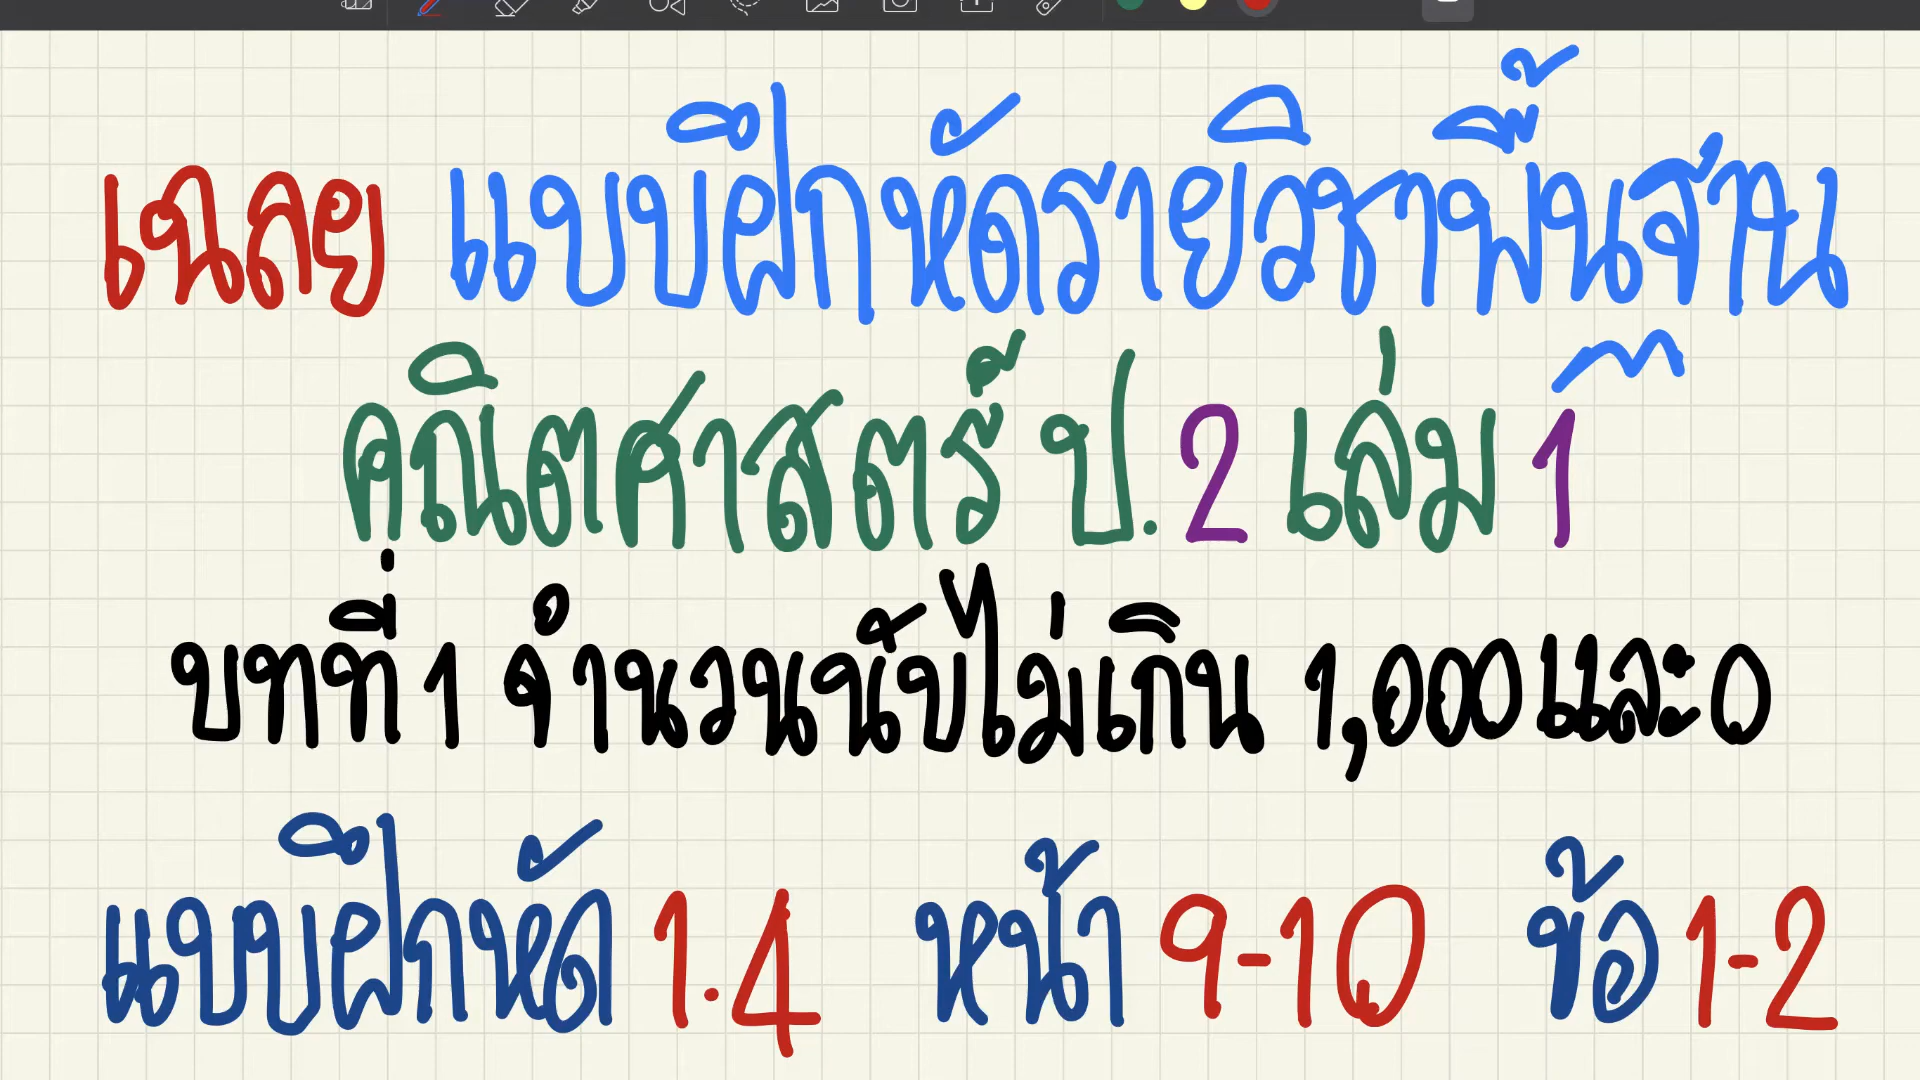 เฉลย แบบฝึกหัดรายวิชาพื้นฐาน
คณิตศาสตร์ ป.2 เล่ม 1
บทที่ 1 จำนวนนับไม่เกิน 1,000 และ 0
แบบฝึกหัด 1.4 หน้า 9-10 ข้อ 1-2